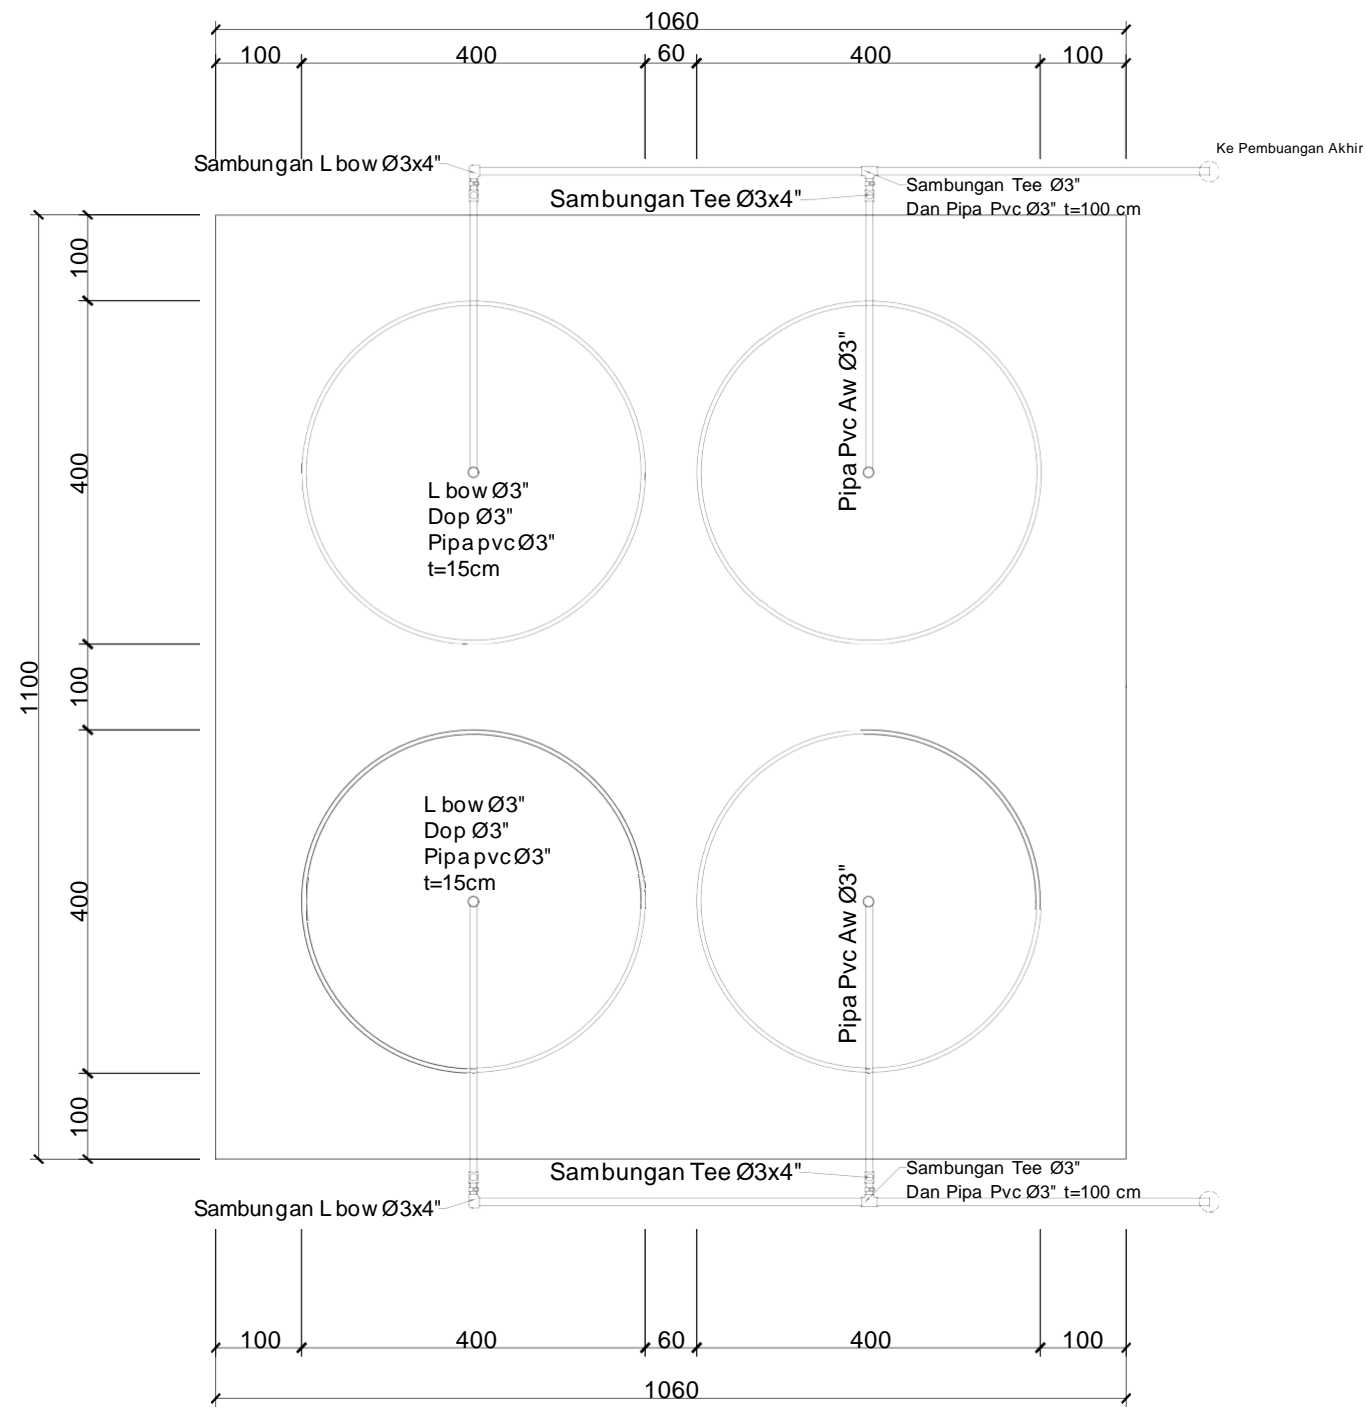 1060
100 400 60 400 100
Ke Pembuangan Akhir
Sambungan L bow Ø3x4"
Sambungan Tee Ø3"
Dan Pipa Pvc Ø3" t=100 cm
Sambungan Tee Ø3x4"
100
400
100
400
100
1100
Pipa Pvc Aw Ø3"
L bow Ø3"
Dop Ø3"
Pipa pvc Ø3"
t=15cm
L bow Ø3"
Dop Ø3"
Pipa pvc Ø3"
t=15cm
Pipa Pvc Aw Ø3"
Sambungan Tee Ø3x4"
Sambungan Tee Ø3"
Dan Pipa Pvc Ø3" t=100 cm
Sambungan L bow Ø3x4"
100 400 60 400 100
1060